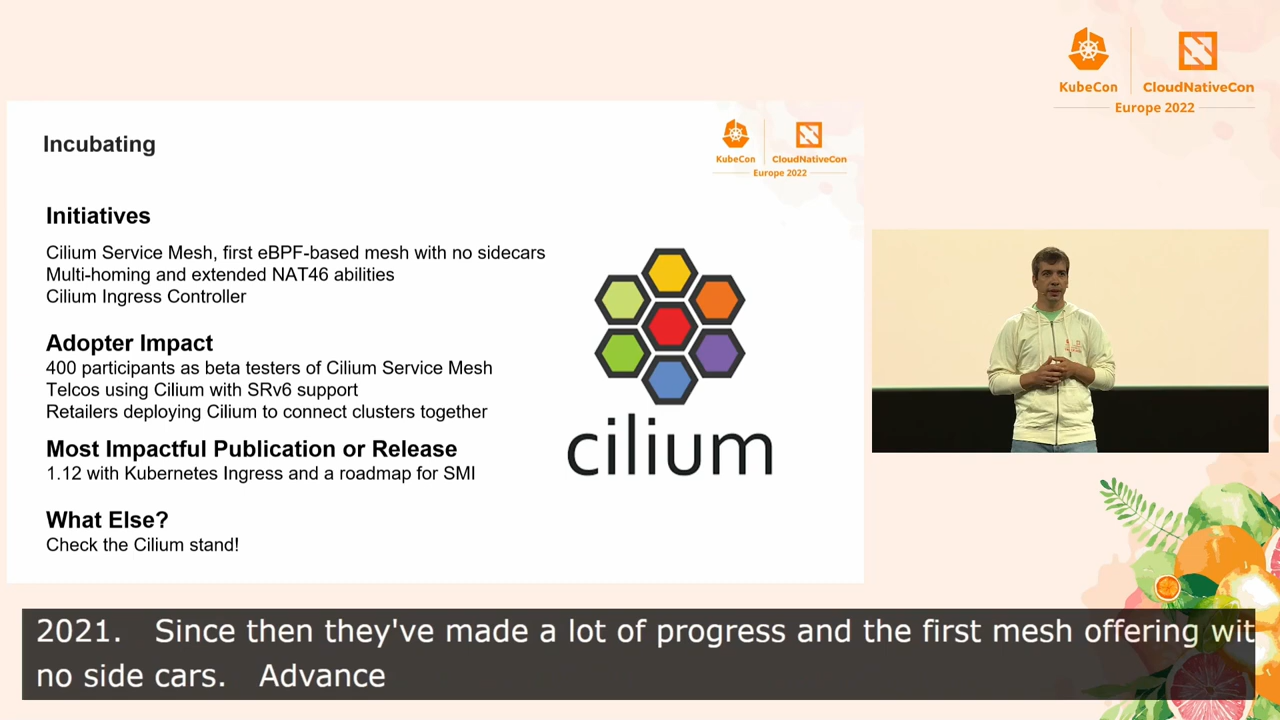 KubeCon
CloudNativeCon
Europe 2022
Incubating
KubeCon
CloudNativeCon
Europe 2022
Initiatives
Cilium Service Mesh, first eBPF-based mesh with no sidecars
Multi-homing and extended NAT46 abilities
Cilium Ingress Controller
Adopter Impact
400 participants as beta testers of Cilium Service Mesh
Telcos using Cilium with SRv6 support
Retailers deploying Cilium to connect clusters together
Most Impactful Publication or Release
1.12 with Kubernetes Ingress and a roadmap for SMI
What Else?
Check the Cilium stand!
cilium
2021. Since then they've made a lot of progress and the first mesh offering wit
no side cars. Advance